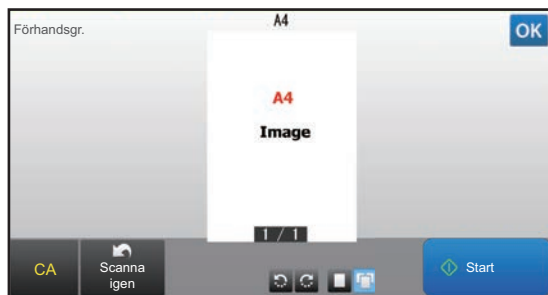 A4
Förhandsgr.
OK
A4
Image
1 / 1
CA
Scanna
igen
Start